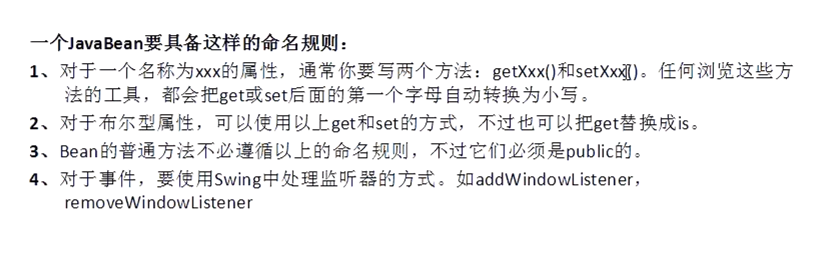 一个JavaBean要具备这样的命名规则：
1、对于一个名称为xxx的属性，通常你要写两个方法：getXxx()和setXxx()。任何浏览这些方
法的工具，都会把get或set后面的第一个字母自动转换为小写。
2、对于布尔型属性，可以使用以上get和set的方式，不过也可以把get替换成is。
3、Bean的普通方法不必遵循以上的命名规则，不过它们必须是public的。
4、对于事件，要使用Swing中处理监听器的方式。如addWindowListener，
removeWindowListener